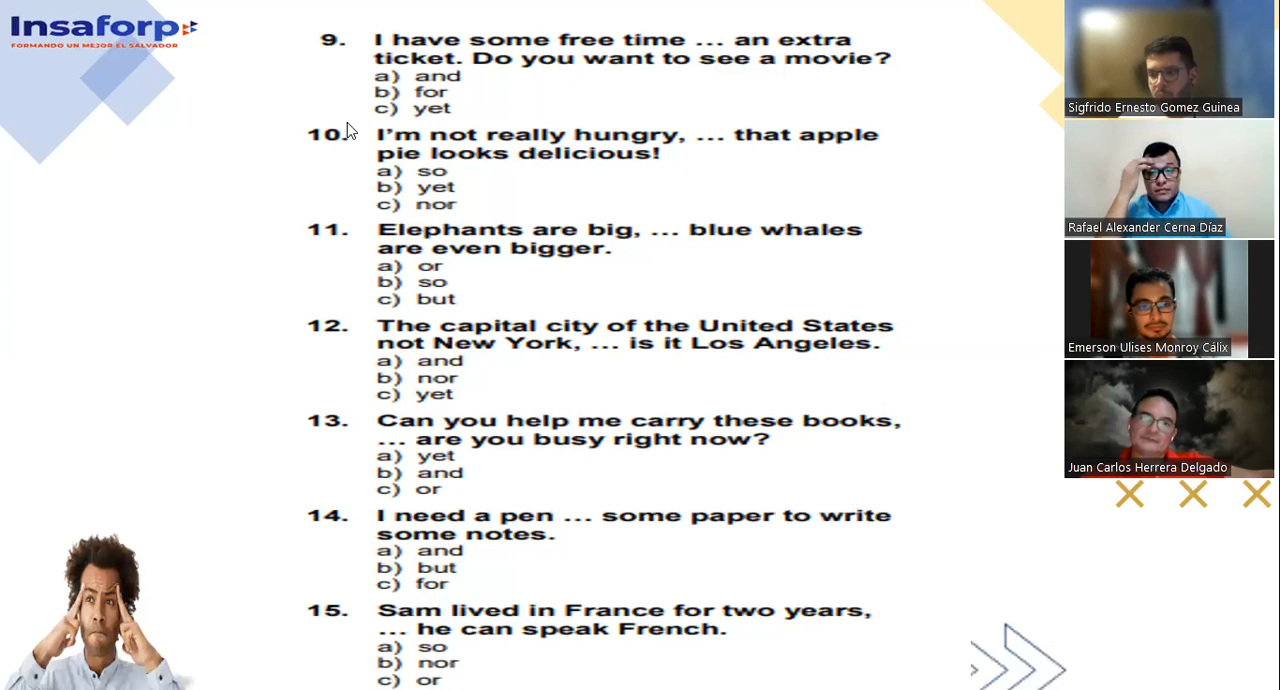 Insaforp
FORMANDO UN MEJOR EL SALVADOR
9. I have some free time ... an extra
ticket. Do you want to see a movie?
a) and
b) for
c) yet
10. I'm not really hungry, ... that apple
pie looks delicious!
a) so
b) yet
c) nor
11. Elephants are big, ... blue whales
are even bigger.
a) or
b) so
c) but
12. The capital city of the United States
not New York, ... is it Los Angeles.
a) and
b) nor
c) yet
13. Can you help me carry these books,
... are you busy right now?
a) yet
b) and
c) or
14. I need a pen ... some paper to write
some notes.
a) and
b) but
c) for
15. Sam lived in France for two years,
... he can speak French.
a) so
b) nor
c) or
Sigfrido Ernesto Gomez Guinea
Rafael Alexander Cerna Díaz
Emerson Ulises Monroy Cálix
Juan Carlos Herrera Delgado